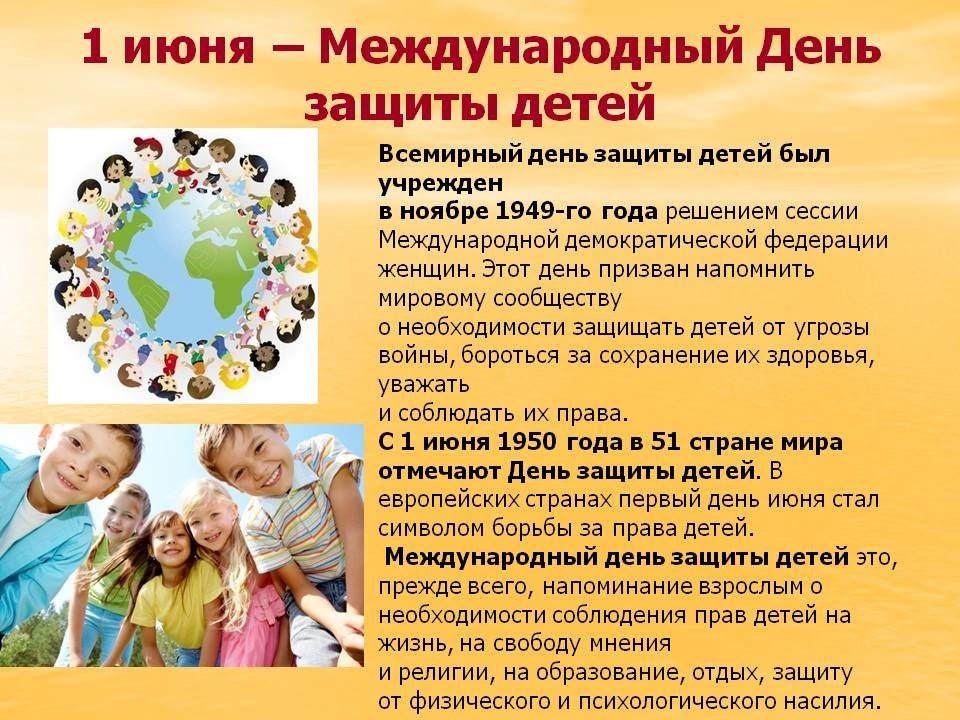 1 июня – Международный День
защиты детей
Всемирный день защиты детей был
учрежден
в ноябре 1949-го года решением сессии
Международной демократической федерации
женщин. Этот день призван напомнить
мировому сообществу
о необходимости защищать детей от угрозы
войны, бороться за сохранение их здоровья,
уважать
и соблюдать их права.
С 1 июня 1950 года в 51 стране мира
отмечают День защиты детей. В
европейских странах первый день июня стал
символом борьбы за права детей.
Международный день защиты детей это,
прежде всего, напоминание взрослым о
необходимости соблюдения прав детей на
жизнь, на свободу мнения
и религии, на образование, отдых, защиту
от физического и психологического насилия.